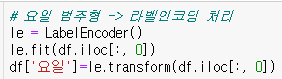 # 요일 범주형 -> 라벨인코딩 처리
le = LabelEncoder()
le.fit(df.iloc[:, 0])
df['요일']=le.transform(df.iloc[:, 0])